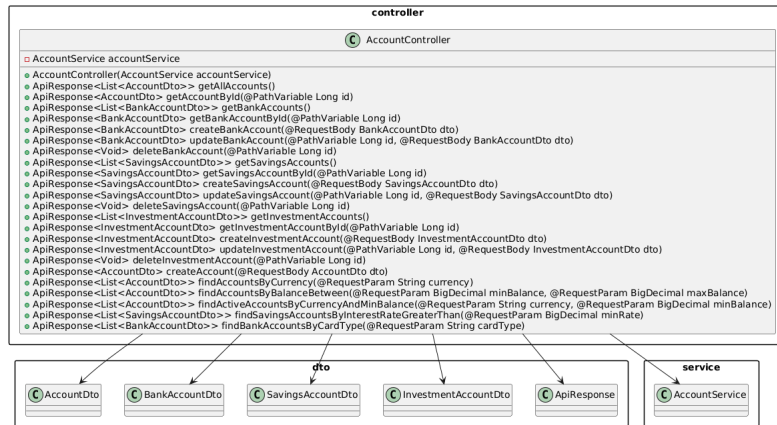 controller
C AccountController
AccountService accountService
AccountController(AccountService accountService)
ApiResponse<List<AccountDto>> getAllAccounts()
ApiResponse<AccountDto> getAccountById(@PathVariable Long id)
ApiResponse<List<BankAccountDto>> getBankAccounts()
ApiResponse<BankAccountDto> getBankAccountById(@PathVariable Long id)
ApiResponse<BankAccountDto> createBankAccount(@RequestBody BankAccountDto dto)
ApiResponse<BankAccountDto> updateBankAccount(@PathVariable Long id, @RequestBody BankAccountDto dto)
ApiResponse<Void> deleteBankAccount(@PathVariable Long id)
ApiResponse<List<SavingsAccountDto>> getSavingsAccounts()
ApiResponse<SavingsAccountDto> getSavingsAccountById(@PathVariable Long id)
ApiResponse<SavingsAccountDto> createSavingsAccount(@RequestBody SavingsAccountDto dto)
ApiResponse<SavingsAccountDto> updateSavingsAccount(@PathVariable Long id, @RequestBody SavingsAccountDto dto)
ApiResponse<Void> deleteSavingsAccount(@PathVariable Long id)
ApiResponse<List<InvestmentAccountDto>> getInvestmentAccounts()
ApiResponse<InvestmentAccountDto> getInvestmentAccountById(@PathVariable Long id)
ApiResponse<InvestmentAccountDto> createInvestmentAccount(@RequestBody InvestmentAccountDto dto)
ApiResponse<InvestmentAccountDto> updateInvestmentAccount(@PathVariable Long id, @RequestBody InvestmentAccountDto dto)
ApiResponse<Void> deleteInvestmentAccount(@PathVariable Long id)
ApiResponse<AccountDto> createAccount(@RequestBody AccountDto dto)
ApiResponse<List<AccountDto>> findAccountsByCurrency(@RequestParam String currency)
ApiResponse<List<AccountDto>> findAccountsByBalanceBetween(@RequestParam BigDecimal minBalance, @RequestParam BigDecimal maxBalance)
ApiResponse<List<AccountDto>> findActiveAccountsByCurrencyAndMinBalance(@RequestParam String currency, @RequestParam BigDecimal minBalance)
ApiResponse<List<SavingsAccountDto>> findSavingsAccountsByInterestRateGreaterThan(@RequestParam BigDecimal minRate)
ApiResponse<List<BankAccountDto>> findBankAccountsByCardType(@RequestParam String cardType)
dto
service
C AccountDto
C BankAccountDto
C SavingsAccountDto
C InvestmentAccountDto
C ApiResponse
C AccountService